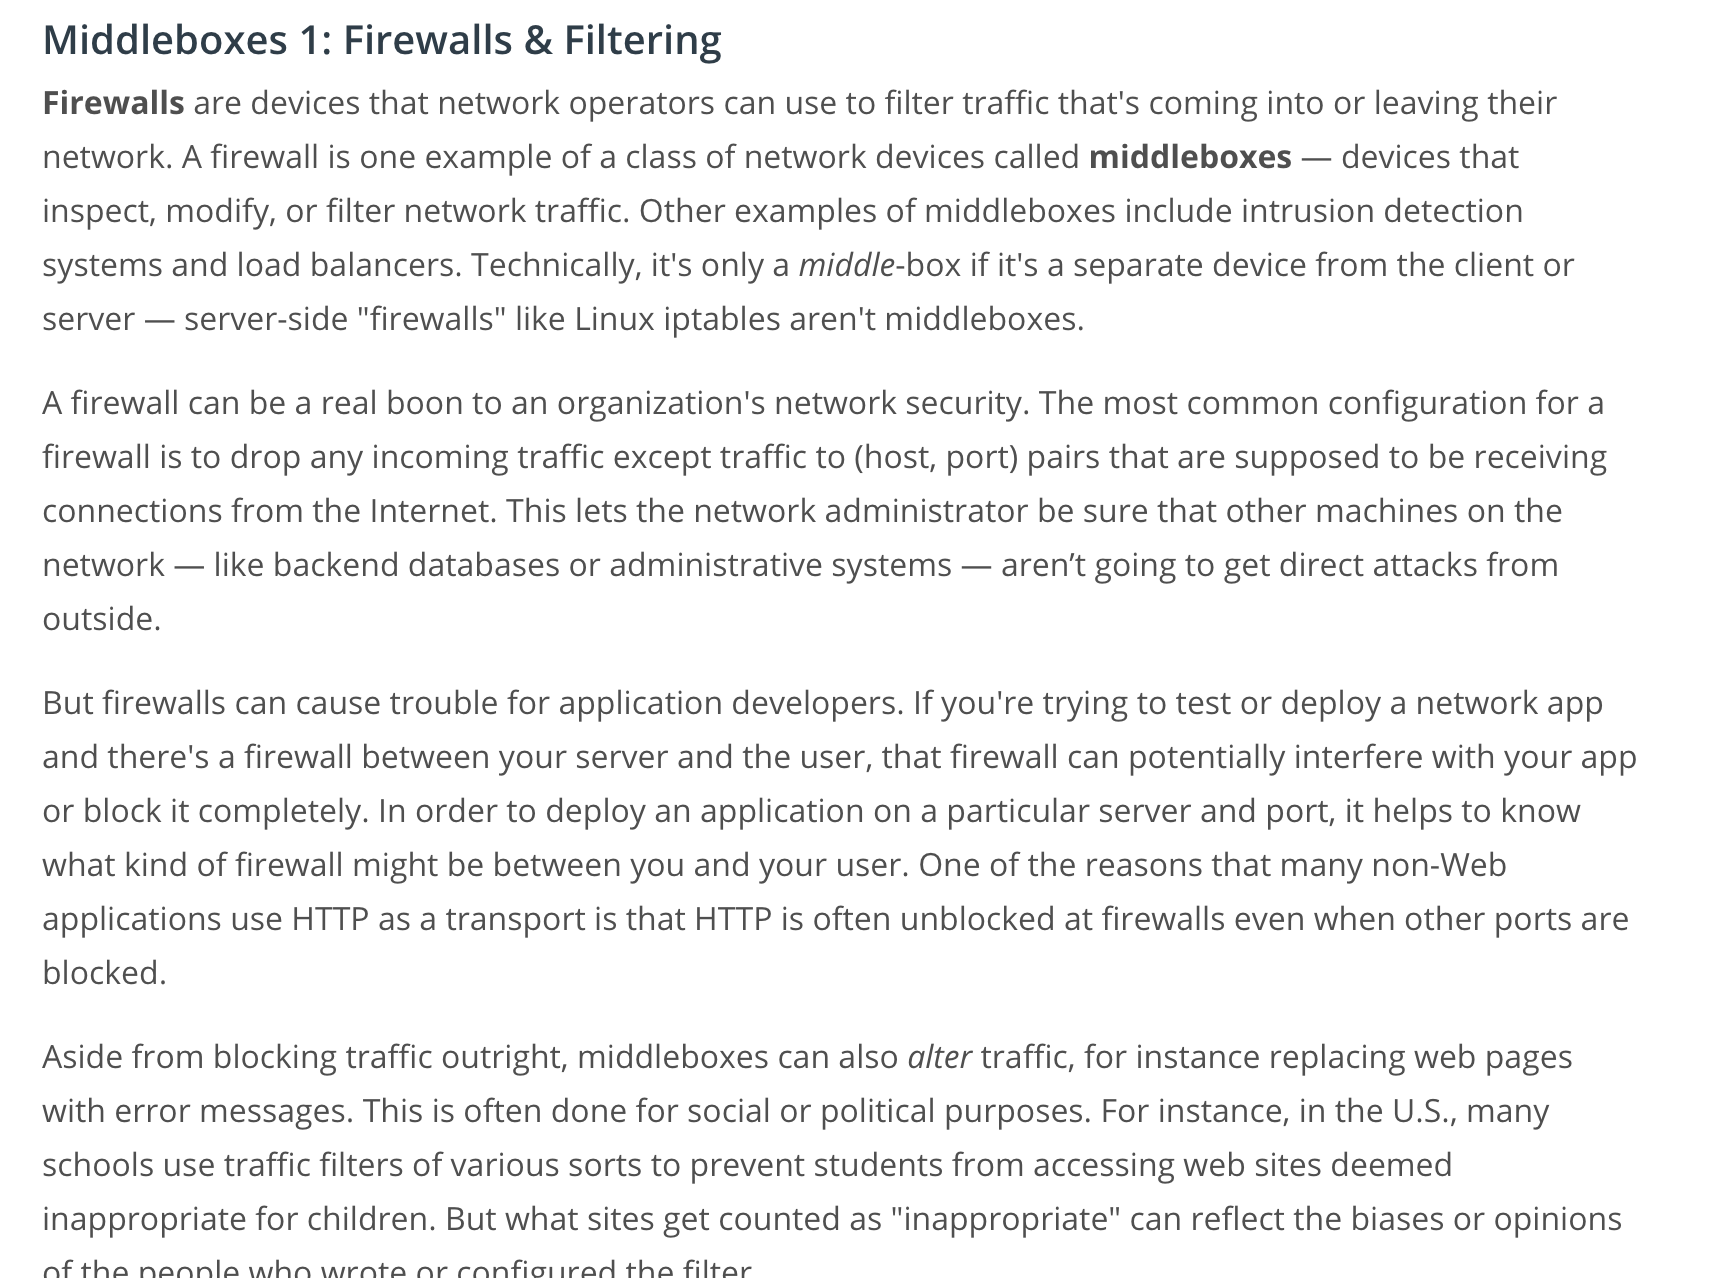 Middleboxes 1: Firewalls & Filtering
Firewalls are devices that network operators can use to filter traffic that's coming into or leaving their
network. A firewall is one example of a class of network devices called middleboxes — devices that
inspect, modify, or filter network traffic. Other examples of middleboxes include intrusion detection
systems and load balancers. Technically, it's only a middle-box if it's a separate device from the client or
server — server-side "firewalls" like Linux iptables aren't middleboxes.
A firewall can be a real boon to an organization's network security. The most common configuration for a
firewall is to drop any incoming traffic except traffic to (host, port) pairs that are supposed to be receiving
connections from the Internet. This lets the network administrator be sure that other machines on the
network — like backend databases or administrative systems — aren’t going to get direct attacks from
outside.
But firewalls can cause trouble for application developers. If you're trying to test or deploy a network app
and there's a firewall between your server and the user, that firewall can potentially interfere with your app
or block it completely. In order to deploy an application on a particular server and port, it helps to know
what kind of firewall might be between you and your user. One of the reasons that many non-Web
applications use HTTP as a transport is that HTTP is often unblocked at firewalls even when other ports are
blocked.
Aside from blocking traffic outright, middleboxes can also alter traffic, for instance replacing web pages
with error messages. This is often done for social or political purposes. For instance, in the U.S., many
schools use traffic filters of various sorts to prevent students from accessing web sites deemed
inappropriate for children. But what sites get counted as "inappropriate" can reflect the biases or opinions
of the people who wrote or configured the filter.